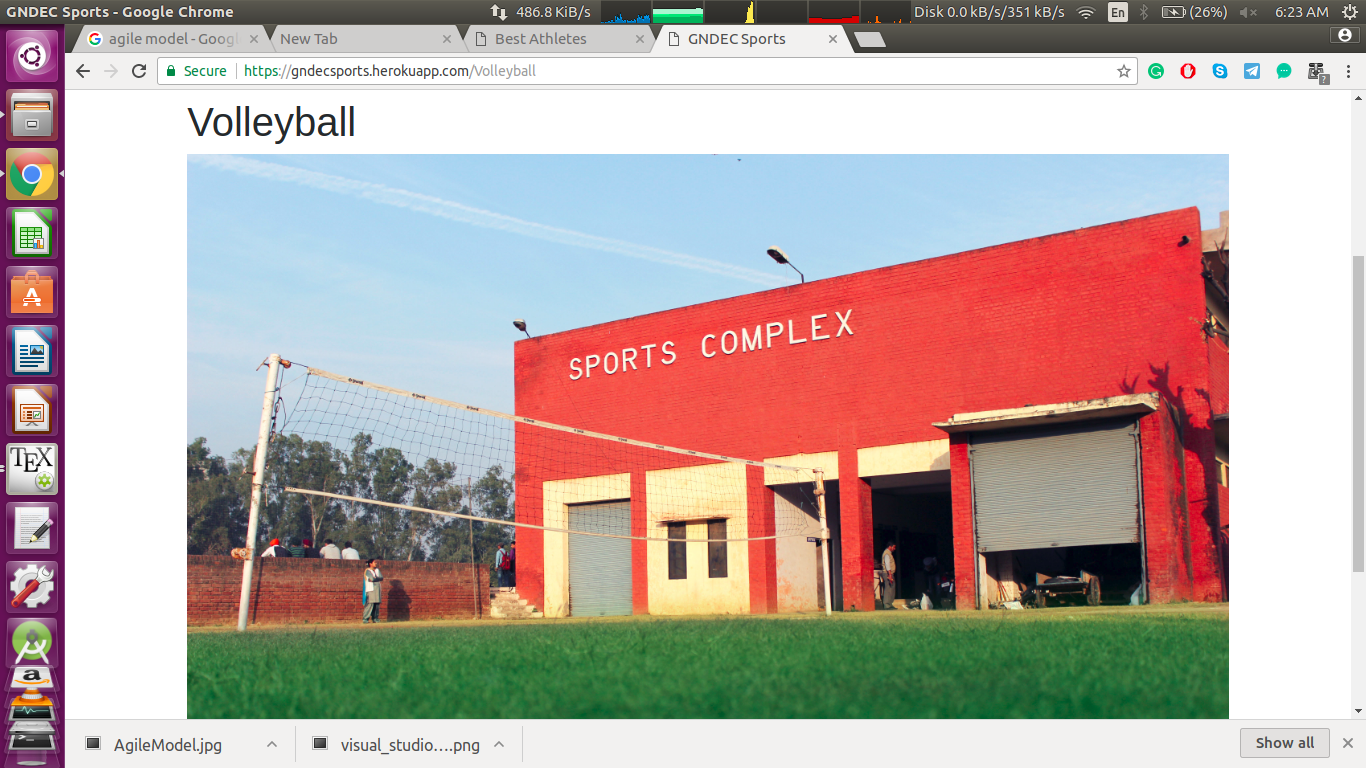 GNDEC Sports - Google Chrome
486.8 KiB/s
Disk 0.0 kB/s/351 kB/s
En
(26%)
6:23 AM
agile model - Googl
New Tab
Best Athletes
GNDEC Sports
Secure
https://gndecsports.herokuapp.com/Volleyball
Volleyball
SPORTS COMPLEX
TEX
AgileModel.jpg
visual_studio....png
Show all